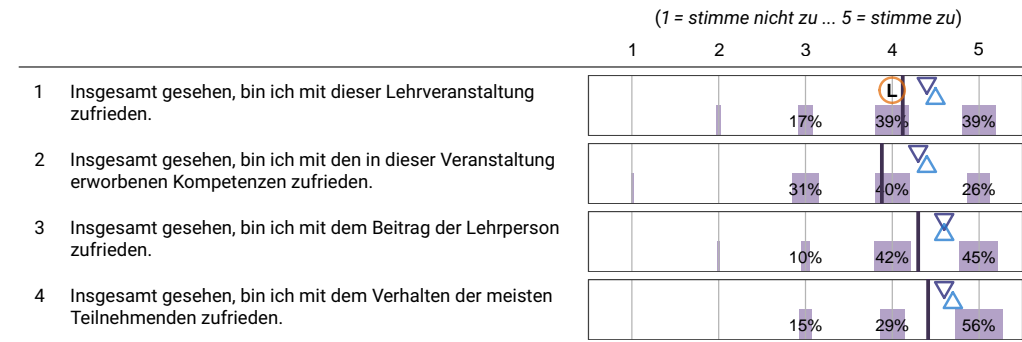 (1 = stimme nicht zu ... 5 = stimme zu)
1 2 3 4 5
1 Insgesamt gesehen, bin ich mit dieser Lehrveranstaltung
zufrieden.
L
17% 39% 39%
2 Insgesamt gesehen, bin ich mit den in dieser Veranstaltung
erworbenen Kompetenzen zufrieden.
31% 40% 26%
3 Insgesamt gesehen, bin ich mit dem Beitrag der Lehrperson
zufrieden.
10% 42% 45%
4 Insgesamt gesehen, bin ich mit dem Verhalten der meisten
Teilnehmenden zufrieden.
15% 29% 56%